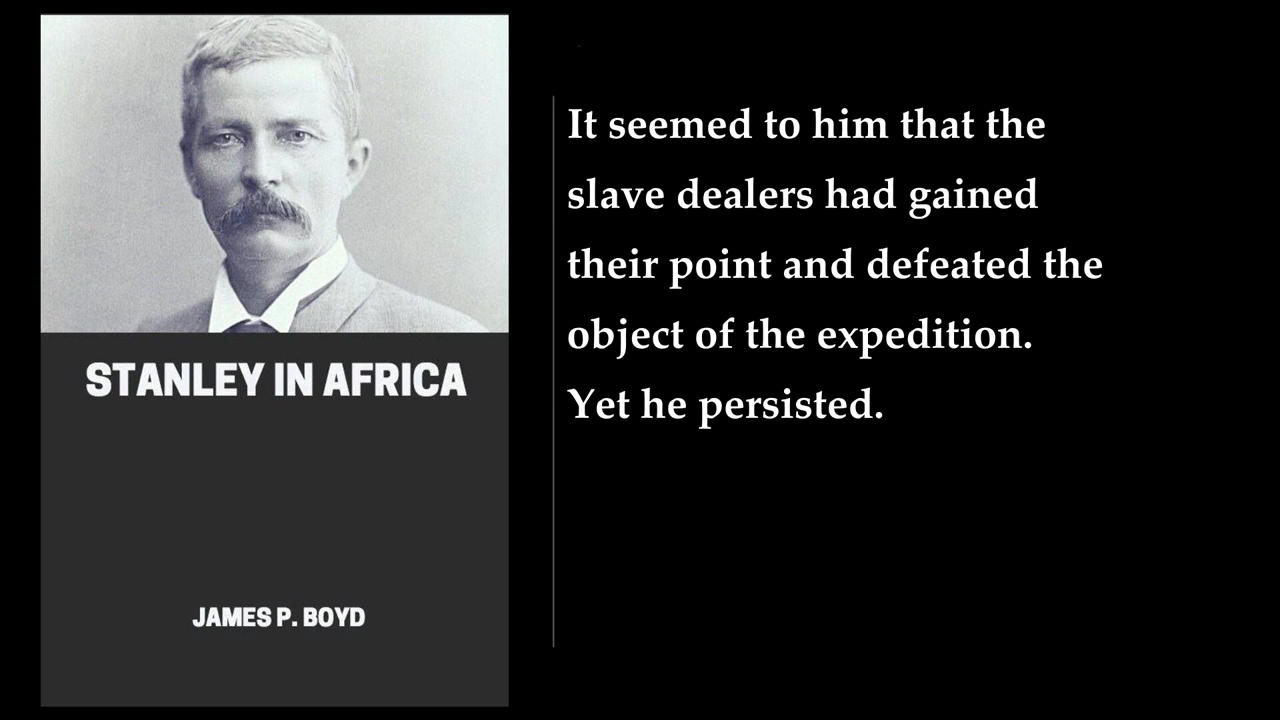 STANLEY IN AFRICA
JAMES P. BOYD
It seemed to him that the
slave dealers had gained
their point and defeated the
object of the expedition.
Yet he persisted.